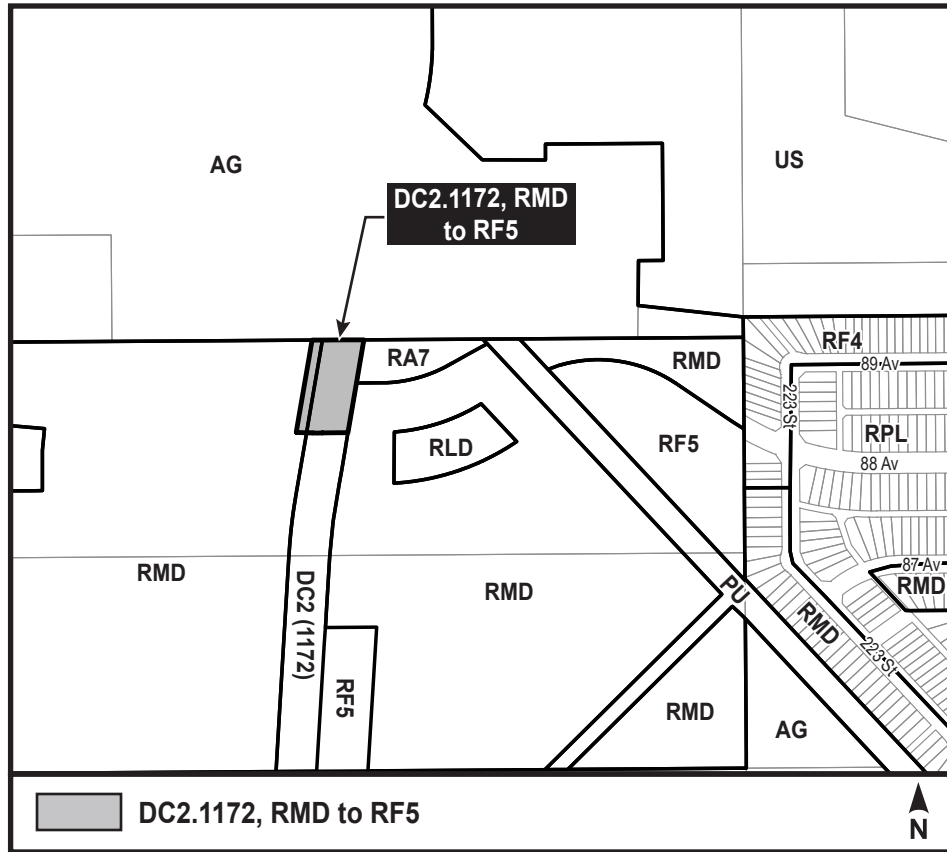 AG
US
DC2.1172, RMD
to RF5
RF4
RA7
RMD
89 Av
223 St
RLD
RF5
RPL
88 Av
87 Av
RMD
RMD
DC2 (1172)
RMD
PU
RMD
223 St
RF5
RMD
AG
DC2.1172, RMD to RF5
N